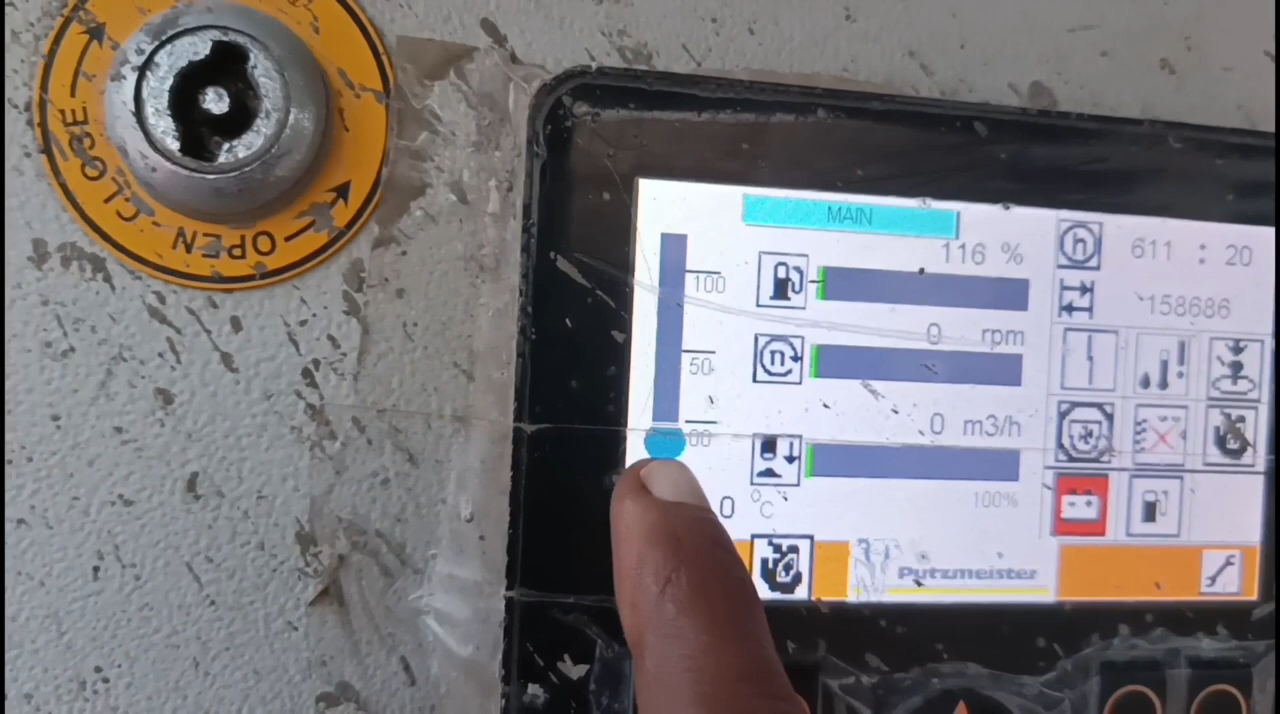 CLOSE
OPEN
MAIN
116 %
h
611 : 20
100
158686
0 rpm
n
50
0 m3/h
00
100%
0 °C
Putzmeister